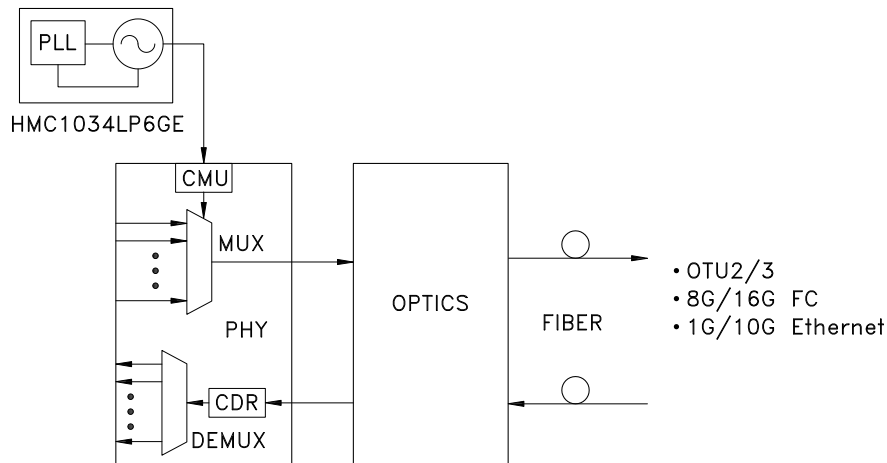 PLL
HMC1034LP6GE
CMU
MUX
PHY
OPTICS
FIBER
• OTU2/3
• 8G/16G FC
• 1G/10G Ethernet
CDR
DEMUX